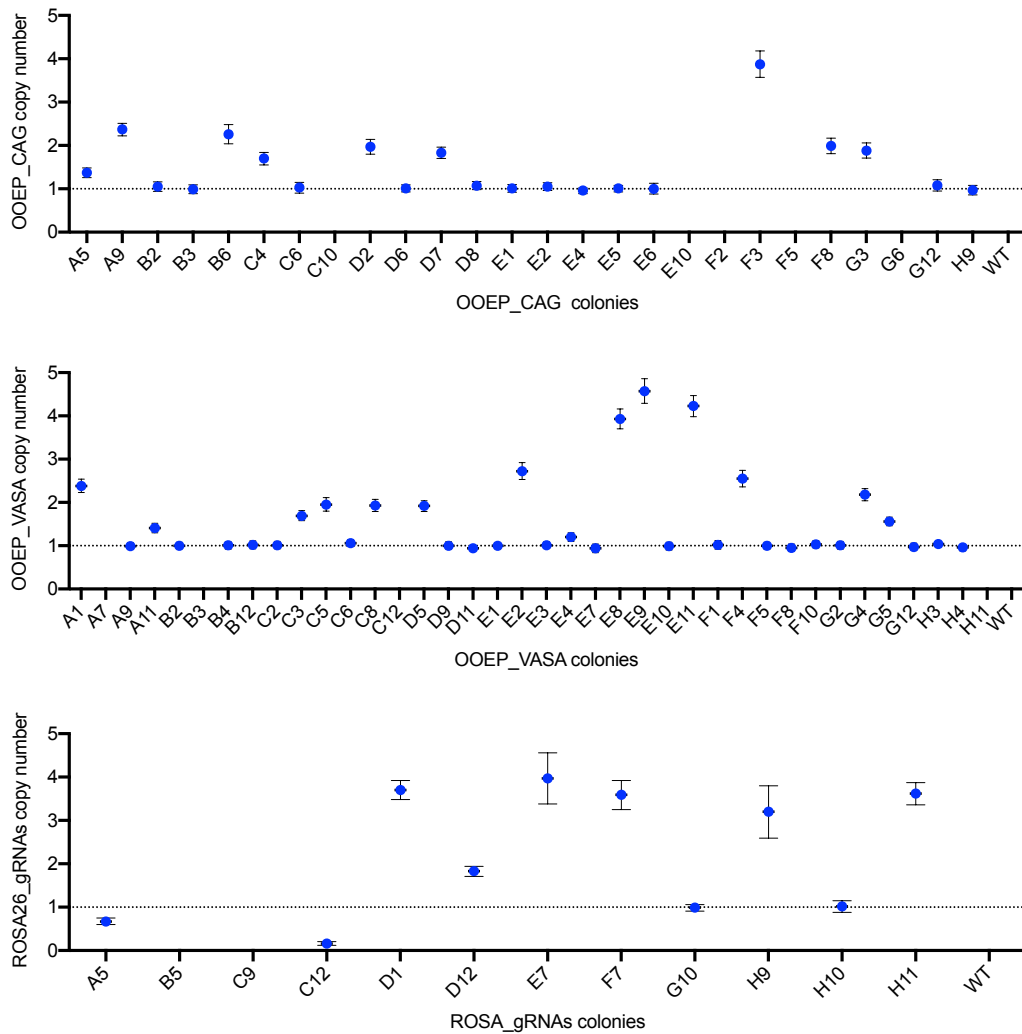 OOEP_CAG copy number
5
4
3
2
1
0
A5 A9 B2 B3 B6 C4 C6 C10 D2 D6 D7 D8 E1 E2 E4 E5 E6 E10 F2 F3 F5 F8 G3 G6 G12 H9 WT
OOEP_CAG colonies
OOEP_VASA copy number
5
4
3
2
1
0
A1 A7 A9 A11 B2 B3 B4 B12 C2 C3 C5 C6 C8 C12 D5 D9 D11 E1 E2 E3 E4 E7 E8 E9 E10 E11 F1 F4 F5 F8 F10 G2 G4 G5 G12 H3 H4 H11 WT
OOEP_VASA colonies
ROSA26_gRNAs copy number
5
4
3
2
1
0
A5 B5 C9 C12 D1 D12 E7 F7 G10 H9 H10 H11 WT
ROSA_gRNAs colonies